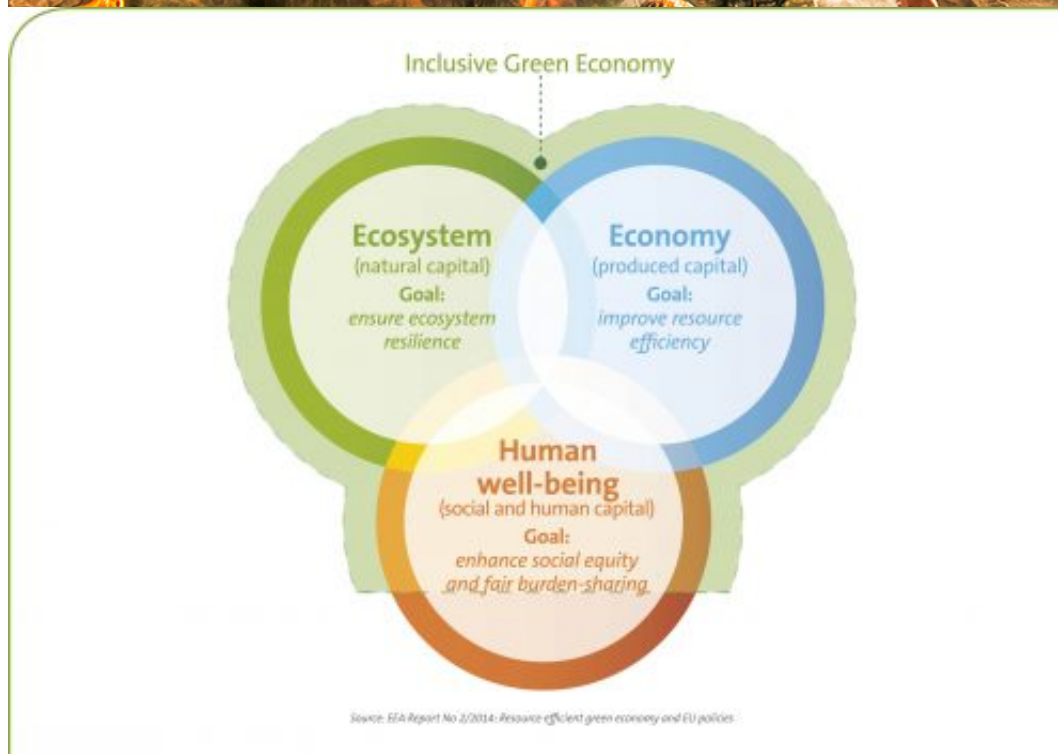 Inclusive Green Economy
Ecosystem
(natural capital)
Goal:
ensure ecosystem
resilience
Economy
(produced capital)
Goal:
improve resource
efficiency
Human
well-being
(social and human capital)
Goal:
enhance social equity
and fair burden-sharing
Source: EEA Report No 2/2014: Resource efficient green economy and EU policies